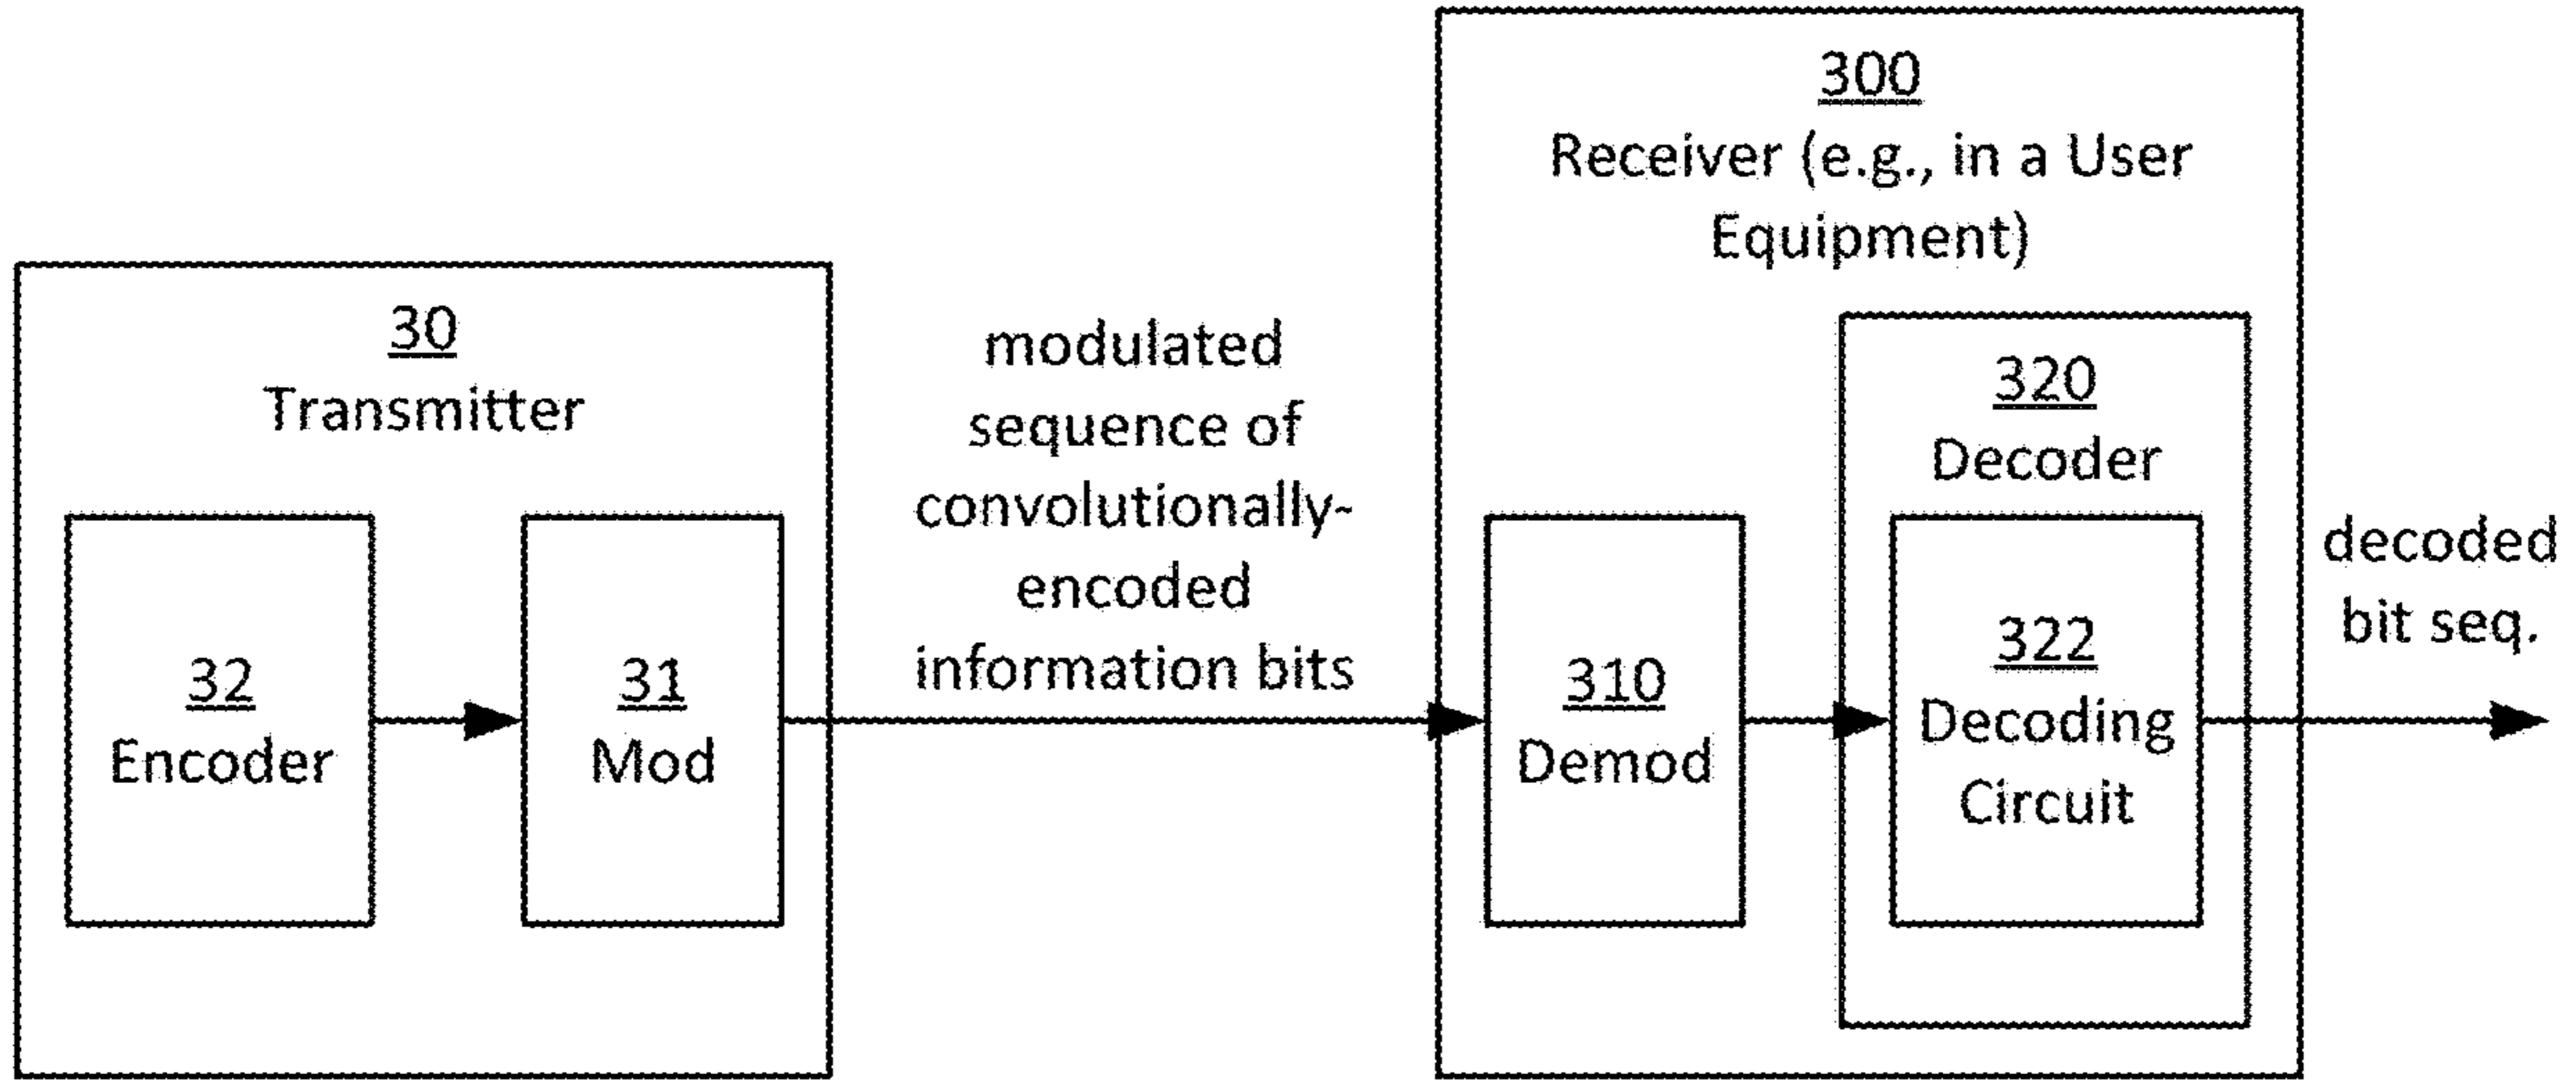 30
Transmitter
32
Encoder
31
Mod
modulated
sequence of
convolutionally-
encoded
information bits
300
Receiver (e.g., in a User
Equipment)
310
Demod
320
Decoder
322
Decoding
Circuit
decoded
bit seq.